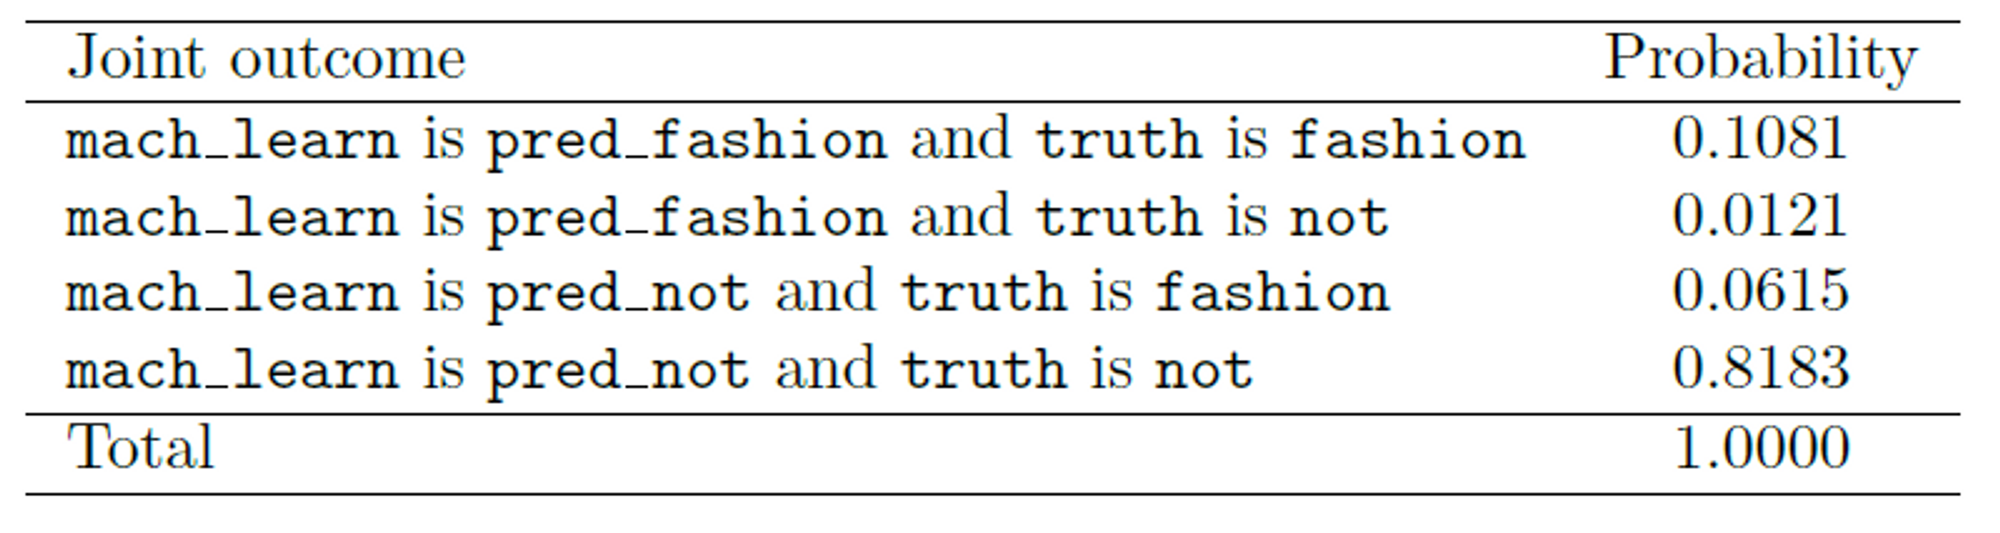 Joint outcome Probability
mach_learn is pred_fashion and truth is fashion 0.1081
mach_learn is pred_fashion and truth is not 0.0121
mach_learn is pred_not and truth is fashion 0.0615
mach_learn is pred_not and truth is not 0.8183
Total 1.0000